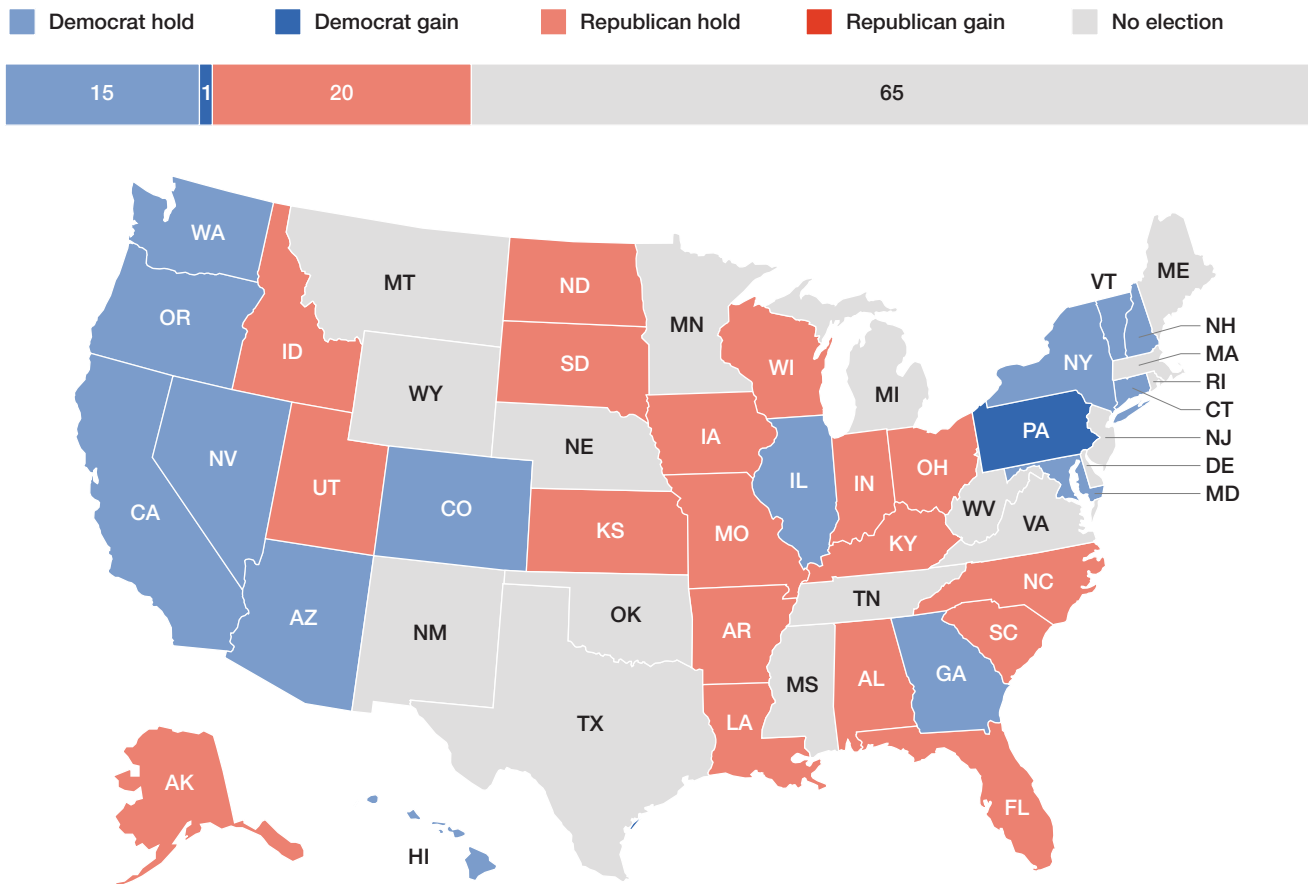 Democrat hold Democrat gain Republican hold Republican gain No election
15 1 20 65
WA
ME
VT
MT
ND
OR
MN
NH
ID
MA
NY
SD
WI
RI
WY
MI
CT
IA
PA
NJ
NE
NV
OH
DE
UT
IL
IN
MD
CO
WV
CA
VA
KS
MO
KY
NC
TN
OK
AZ
NM
AR
SC
GA
MS
AL
TX
LA
AK
FL
HI